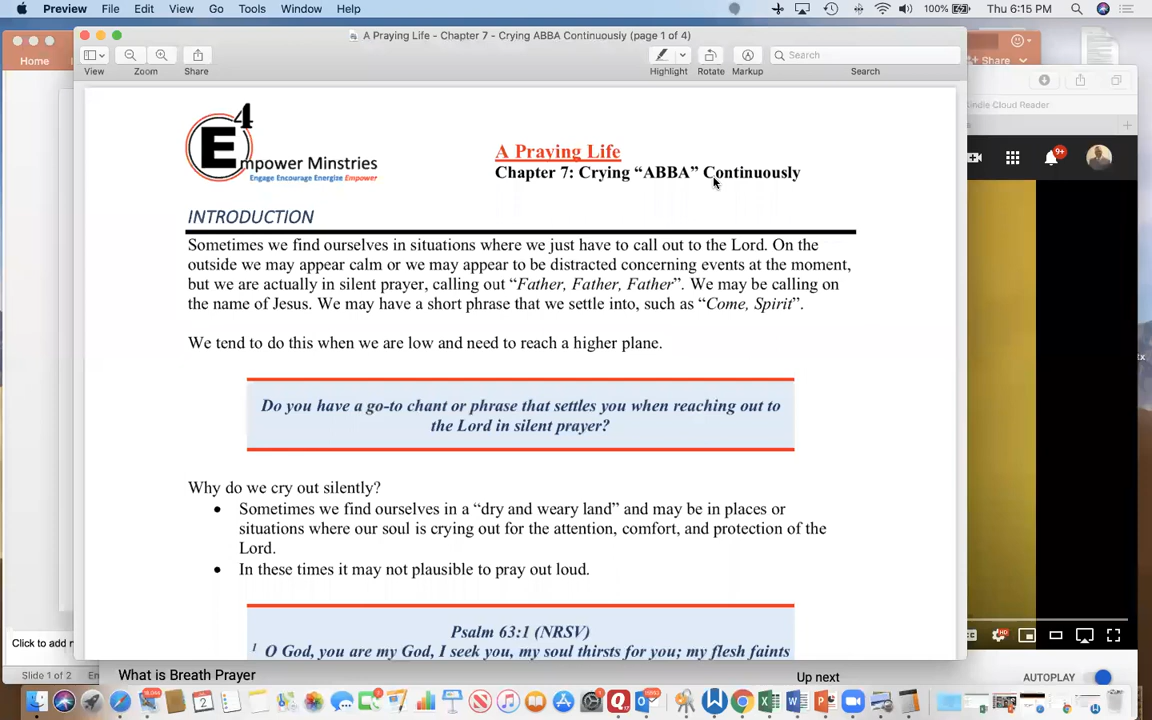 Preview File Edit View Go Tools Window Help 100% Thu 6:15 PM
A Praying Life - Chapter 7 - Crying ABBA Continuously (page 1 of 4)
Home
Share
Search
View Zoom Share Highlight Rotate Markup Search
Kindle Cloud Reader
9+
E4
mpower Minstries
Engage Encourage Energize Empower
A Praying Life
Chapter 7: Crying “ABBA” Continuously
INTRODUCTION
Sometimes we find ourselves in situations where we just have to call out to the Lord. On the
outside we may appear calm or we may appear to be distracted concerning events at the moment,
but we are actually in silent prayer, calling out “Father, Father, Father”. We may be calling on
the name of Jesus. We may have a short phrase that we settle into, such as “Come, Spirit”.
We tend to do this when we are low and need to reach a higher plane.
Do you have a go-to chant or phrase that settles you when reaching out to
the Lord in silent prayer?
Why do we cry out silently?
• Sometimes we find ourselves in a “dry and weary land” and may be in places or
situations where our soul is crying out for the attention, comfort, and protection of the
Lord.
• In these times it may not plausible to pray out loud.
Psalm 63:1 (NRSV)
1 O God, you are my God, I seek you, my soul thirsts for you; my flesh faints
Click to add n
Slide 1 of 2
What is Breath Prayer
Up next
AUTOPLAY